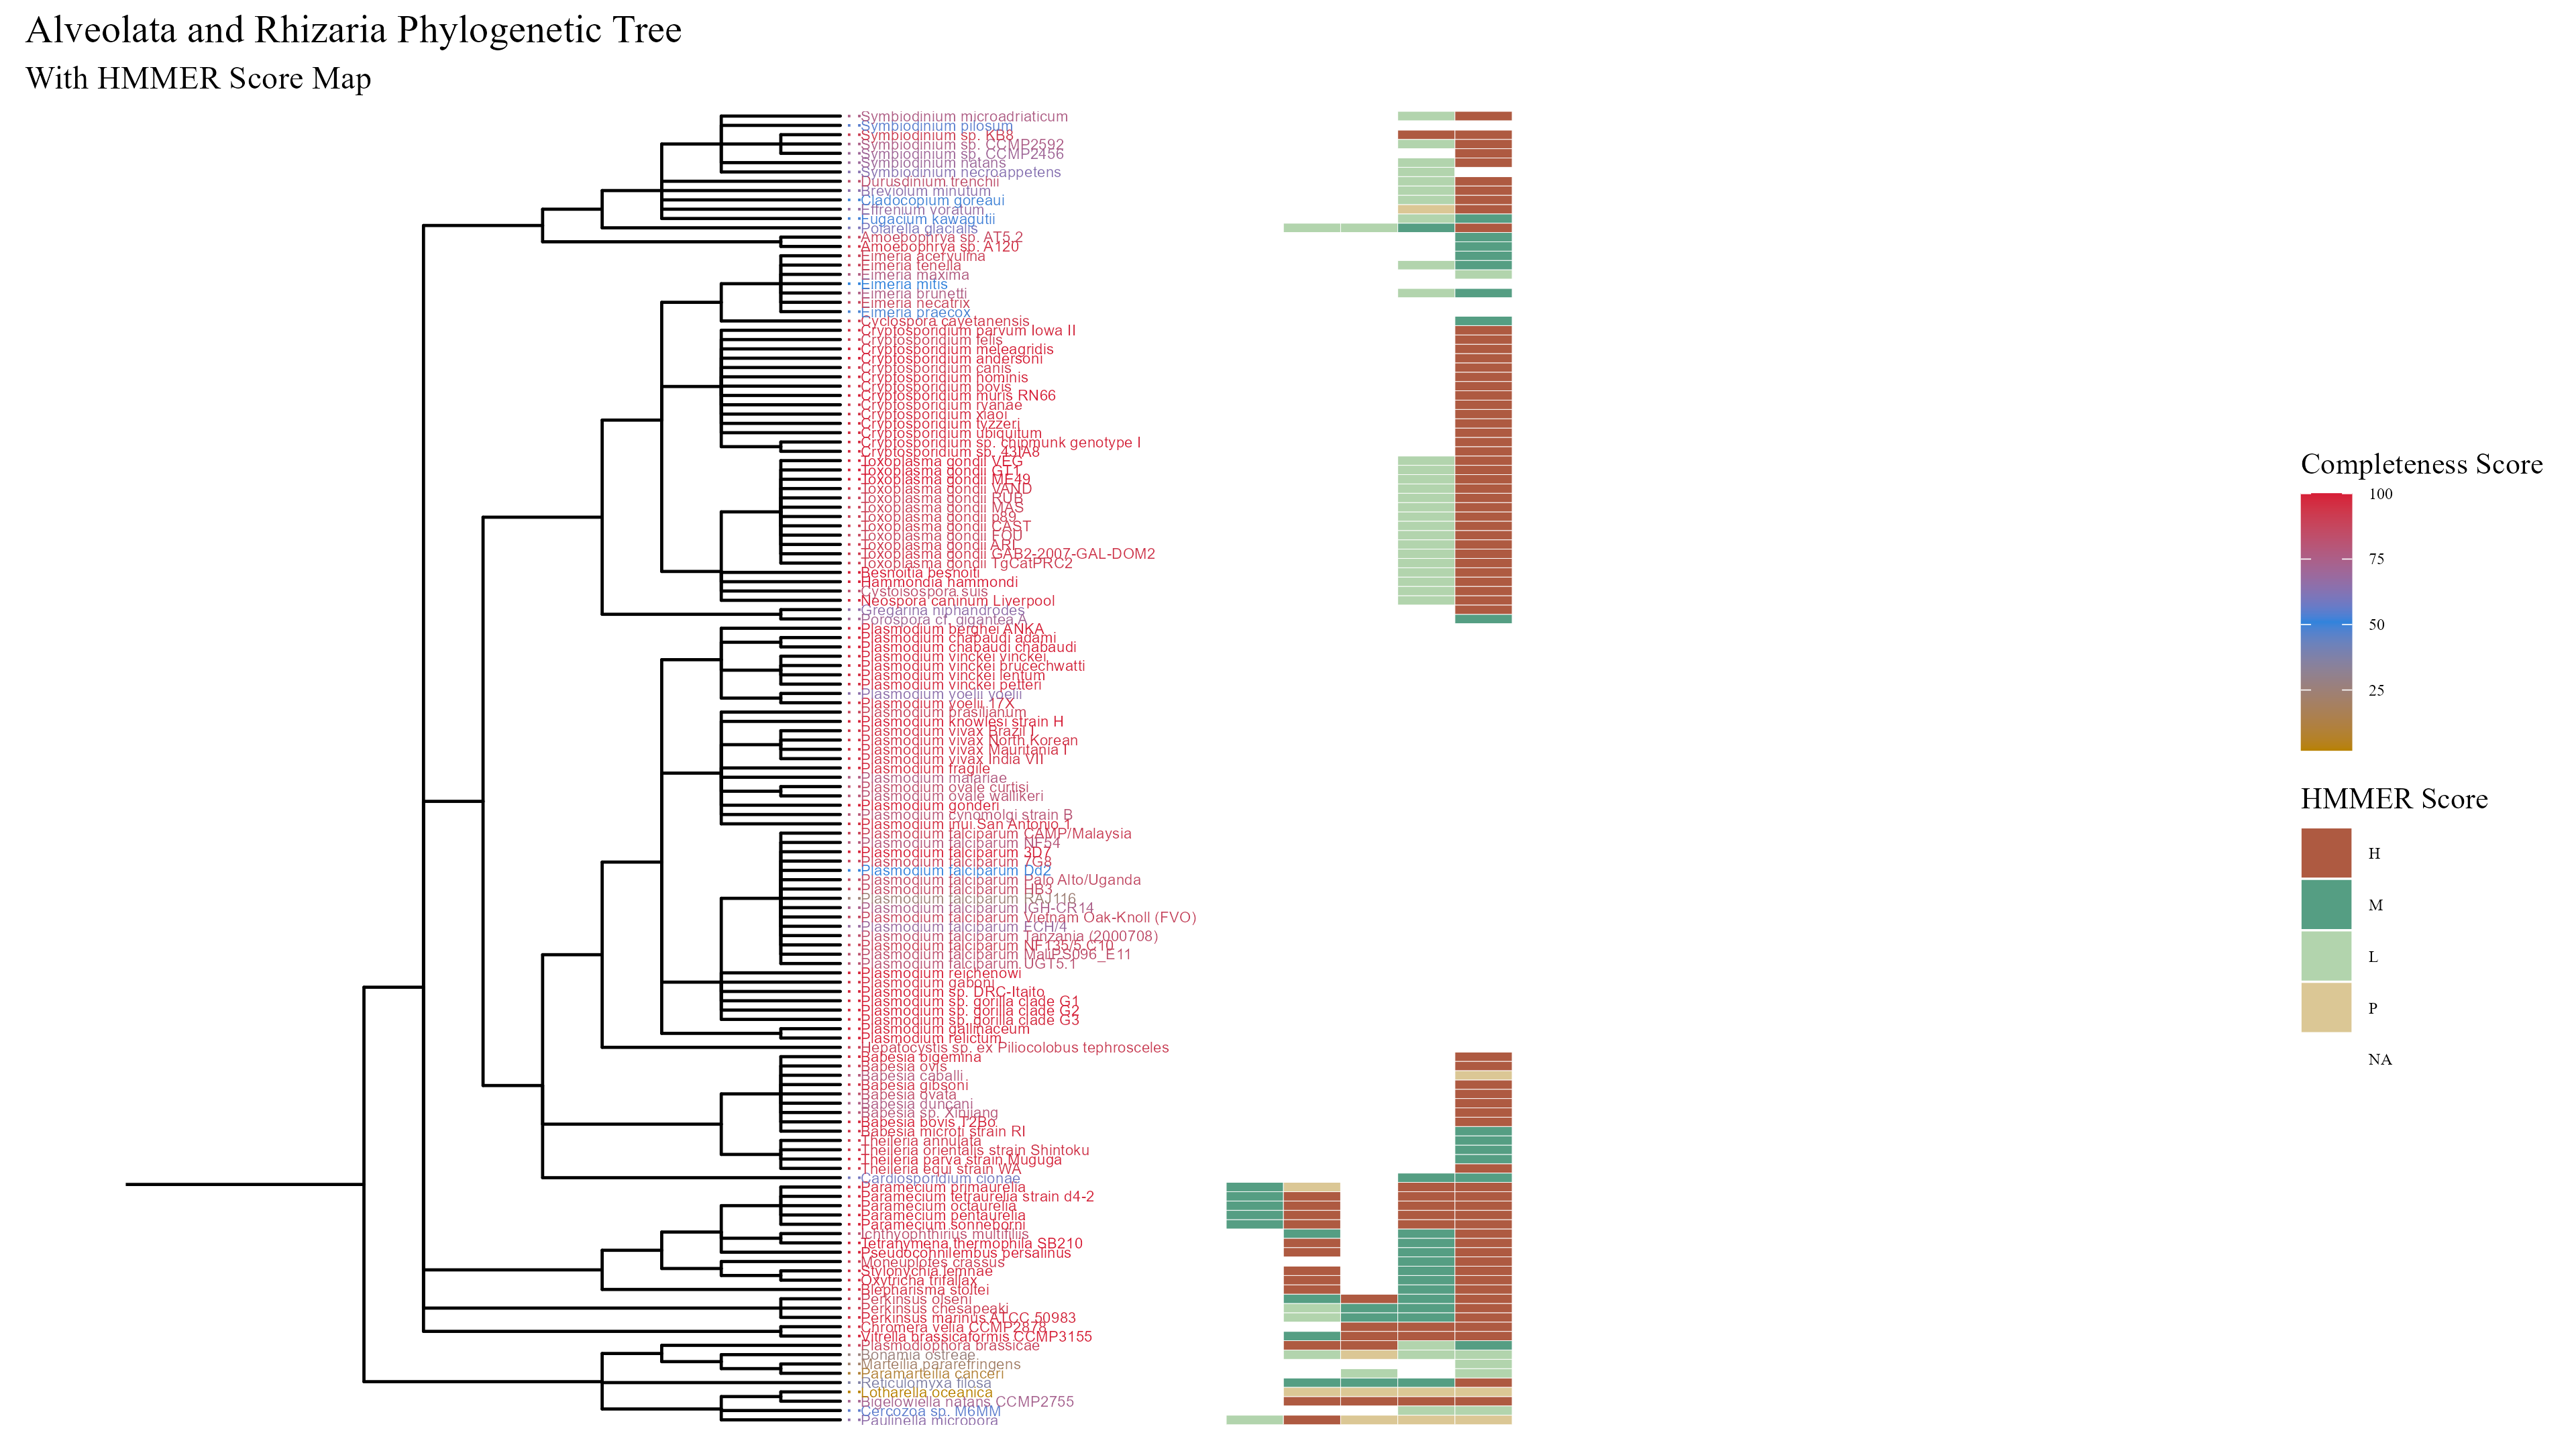 Alveolata and Rhizaria Phylogenetic Tree
With HMMER Score Map
Symbiodinium microadriaticum
Symbiodinium pilosum
Symbiodinium sp. KB8
Symbiodinium sp. CCMP2592
Symbiodinium sp. CCMP2456
Symbiodinium natans
Symbiodinium necroappetens
Durusdinium trenchii
Breviolum minutum
Cladocopium goreaui
Effrenium voratum
Fugacium kawagutii
Polarella glacialis
Amoebophrya sp. AT5.2
Amoebophrya sp. A120
Eimeria acervulina
Eimeria tenella
Eimeria maxima
Eimeria mitis
Eimeria brunetti
Eimeria necatrix
Eimeria praecox
Cyclospora cayetanensis
Cryptosporidium parvum Iowa II
Cryptosporidium felis
Cryptosporidium meleagridis
Cryptosporidium andersoni
Cryptosporidium canis
Cryptosporidium hominis
Cryptosporidium bovis
Cryptosporidium muris RN66
Cryptosporidium ryanae
Cryptosporidium xiaoi
Cryptosporidium tyzzeri
Cryptosporidium ubiquitum
Cryptosporidium sp. chipmunk genotype I
Cryptosporidium sp. 43IA8
Toxoplasma gondii VEG
Toxoplasma gondii GT1
Toxoplasma gondii ME49
Toxoplasma gondii VAND
Toxoplasma gondii RUB
Toxoplasma gondii MAS
Toxoplasma gondii p89
Toxoplasma gondii CAST
Toxoplasma gondii FOU
Toxoplasma gondii ARI
Toxoplasma gondii GAB2-2007-GAL-DOM2
Toxoplasma gondii TgCatPRC2
Besnoitia besnoiti
Hammondia hammondi
Cystoisospora suis
Neospora caninum Liverpool
Gregarina niphandrodes
Porospora cf. gigantea A
Plasmodium berghei ANKA
Plasmodium chabaudi adami
Plasmodium chabaudi chabaudi
Plasmodium vinckei vinckei
Plasmodium vinckei brucechwatti
Plasmodium vinckei lentum
Plasmodium vinckei petteri
Plasmodium yoelii yoelii
Plasmodium yoelii 17X
Plasmodium brasilianum
Plasmodium knowlesi strain H
Plasmodium vivax Brazil I
Plasmodium vivax North Korean
Plasmodium vivax Mauritania I
Plasmodium vivax India VII
Plasmodium fragile
Plasmodium malariae
Plasmodium ovale curtisi
Plasmodium ovale wallikeri
Plasmodium gonderi
Plasmodium cynomolgi strain B
Plasmodium inui San Antonio 1
Plasmodium falciparum CAMP/Malaysia
Plasmodium falciparum NF54
Plasmodium falciparum 3D7
Plasmodium falciparum 7G8
Plasmodium falciparum Dd2
Plasmodium falciparum Palo Alto/Uganda
Plasmodium falciparum HB3
Plasmodium falciparum RAJ116
Plasmodium falciparum IGH-CR14
Plasmodium falciparum Vietnam Oak-Knoll (FVO)
Plasmodium falciparum FCH/4
Plasmodium falciparum Tanzania (2000708)
Plasmodium falciparum NF135/5.C10
Plasmodium falciparum MaliPS096_E11
Plasmodium falciparum UGT5.1
Plasmodium reichenowi
Plasmodium gaboni
Plasmodium sp. DRC-Itaito
Plasmodium sp. gorilla clade G1
Plasmodium sp. gorilla clade G2
Plasmodium sp. gorilla clade G3
Plasmodium gallinaceum
Plasmodium relictum
Hepatocystis sp. ex Piliocolobus tephrosceles
Babesia bigemina
Babesia ovis
Babesia caballi
Babesia gibsoni
Babesia ovata
Babesia duncani
Babesia sp. Xinjiang
Babesia bovis T2Bo
Babesia microti strain RI
Theileria annulata
Theileria orientalis strain Shintoku
Theileria parva strain Muguga
Theileria equi strain WA
Cardiosporidium cionae
Paramecium primaurelia
Paramecium tetraurelia strain d4-2
Paramecium octaurelia
Paramecium pentaurelia
Paramecium sonneborni
Ichthyophthirius multifiliis
Tetrahymena thermophila SB210
Pseudocohnilembus persalinus
Moneuplotes crassus
Stylonychia lemnae
Oxytricha trifallax
Blepharisma stoltei
Perkinsus olseni
Perkinsus chesapeaki
Perkinsus marinus ATCC 50983
Chromera velia CCMP2878
Vitrella brassicaformis CCMP3155
Plasmodiophora brassicae
Bonamia ostreae
Marteilia pararefringens
Paramarteilia canceri
Reticulomyxa filosa
Lotharella oceanica
Bigelowiella natans CCMP2755
Cercozoa sp. M6MM
Paulinella micropora
Completeness Score
100
75
50
25
HMMER Score
H
M
L
P
NA